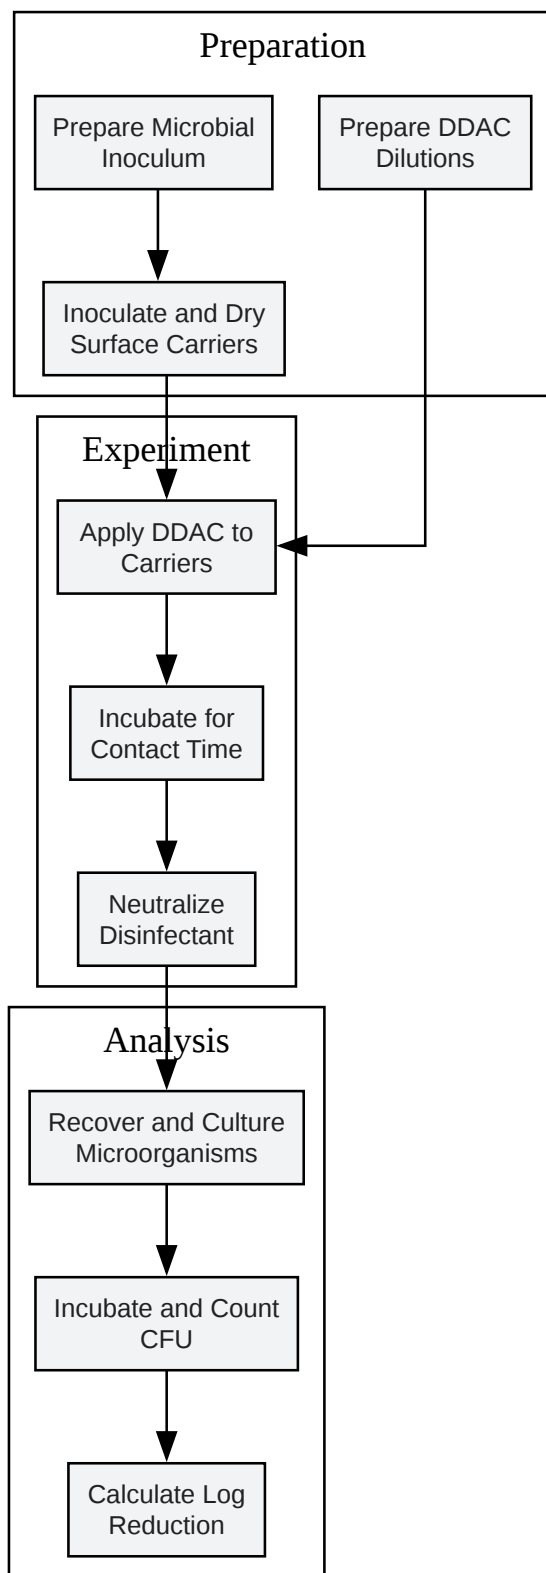 Preparation
Prepare Microbial
Inoculum
Prepare DDAC
Dilutions
Inoculate and Dry
Surface Carriers
Experiment
Apply DDAC to
Carriers
Incubate for
Contact Time
Neutralize
Disinfectant
Analysis
Recover and Culture
Microorganisms
Incubate and Count
CFU
Calculate Log
Reduction